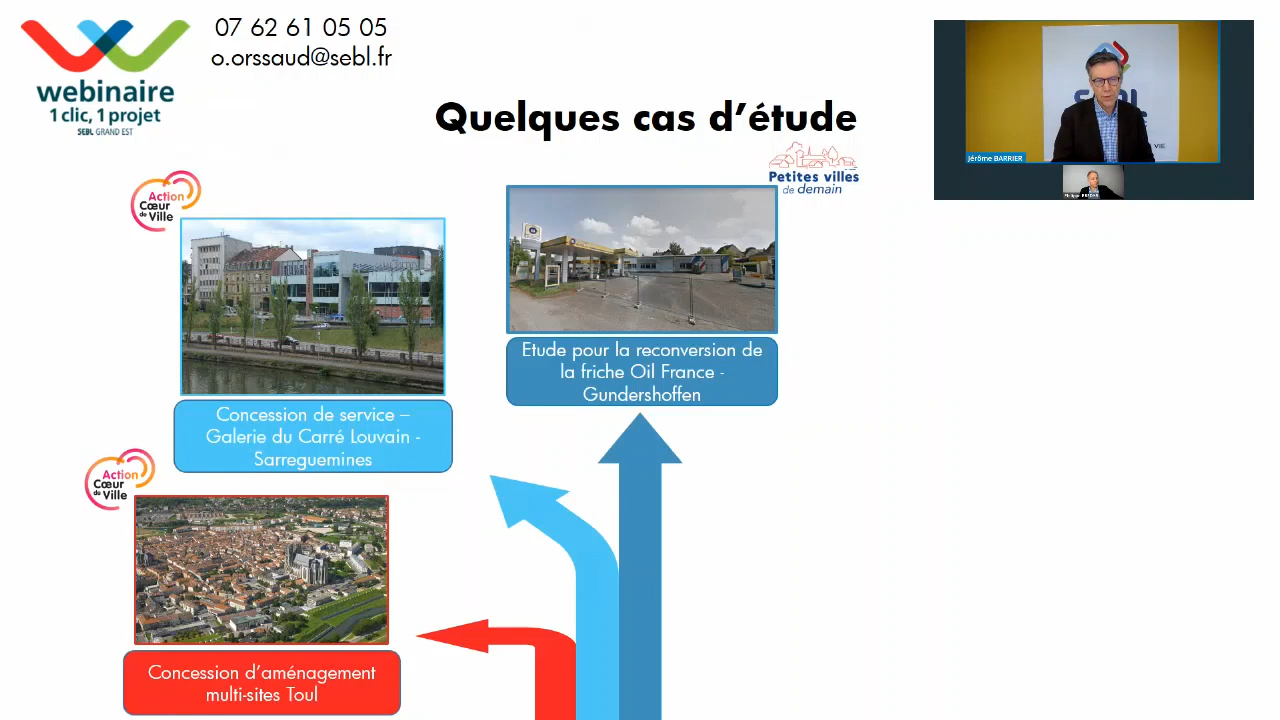 07 62 61 05 05
o.orssaud@sebl.fr
webinaire
1 clic, 1 projet
SEBL GRAND EST
Quelques cas d'étude
Jérôme BARRIER
Petites villes
de demain
Action
Cœur
de Ville
Etude pour la reconversion de
la friche Oil France -
Gundershoffen
Concession de service –
Galerie du Carré Louvain -
Sarreguemines
Action
Cœur
de Ville
Concession d'aménagement
multi-sites Toul